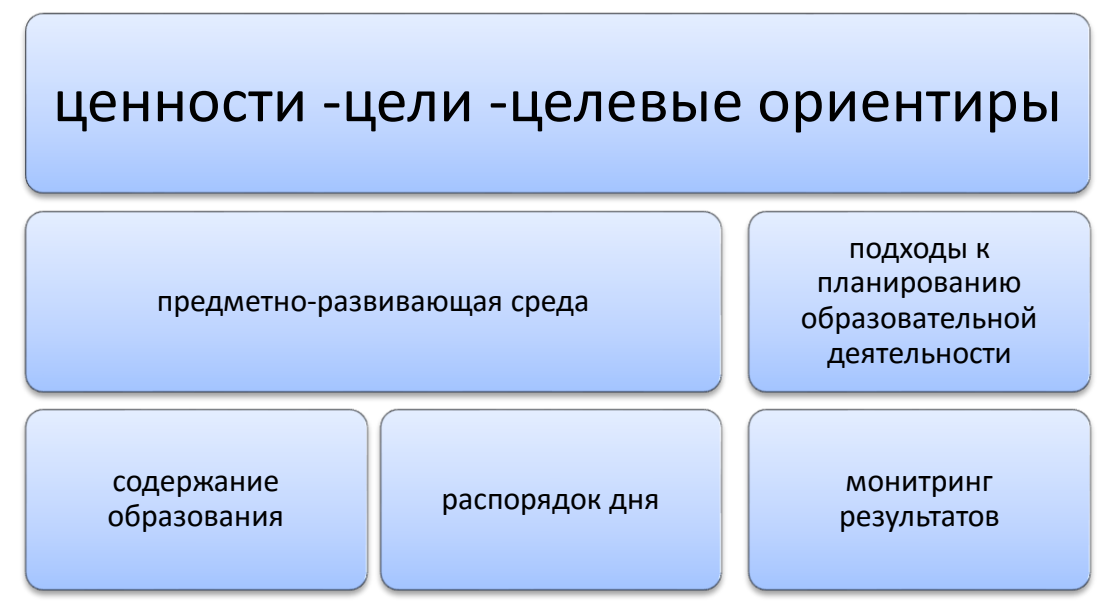 ценности -цели -целевые ориентиры
предметно-развивающая среда
подходы к
планированию
образовательной
деятельности
содержание
образования
распорядок дня
монитринг
результатов